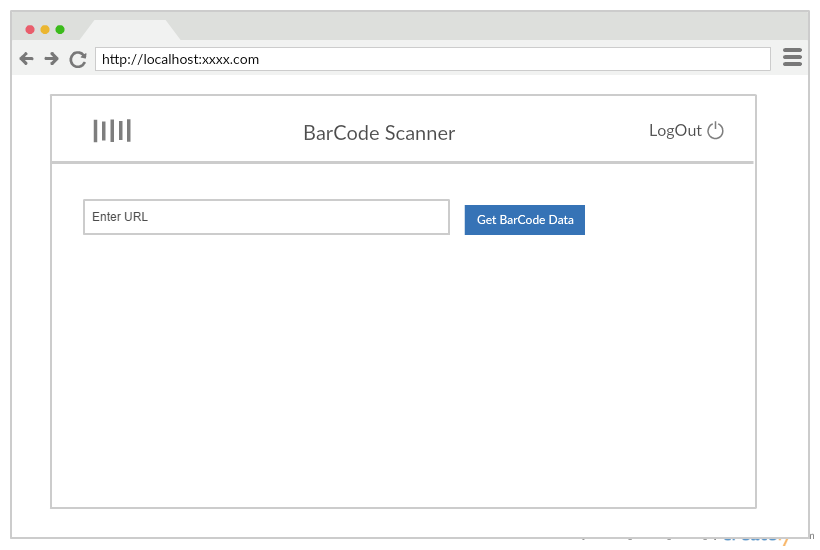 http://localhost:xxxx.com
BarCode Scanner
LogOut
Enter URL
Get BarCode Data